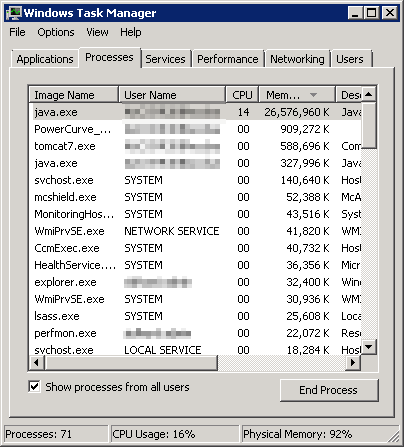 Windows Task Manager
File Options View Help
Applications Processes Services Performance Networking Users
Image Name User Name CPU Mem... Desc
java.exe 14 26,576,960 K Java
PowerCurve_... 00 909,272 K
tomcat7.exe 00 588,696 K Com
java.exe 00 327,996 K Java
svchost.exe SYSTEM 00 140,640 K Host
mcshield.exe SYSTEM 00 52,388 K McA
MonitoringHos... SYSTEM 00 43,516 K Syst
WmiPrvSE.exe NETWORK SERVICE 00 41,820 K WMI
CcmExec.exe SYSTEM 00 40,732 K Host
HealthService.... SYSTEM 00 36,356 K Micr
explorer.exe 00 32,400 K Wind
WmiPrvSE.exe SYSTEM 00 30,936 K WMI
lsass.exe SYSTEM 00 25,608 K Loca
perfmon.exe 00 22,072 K Reso
svchost.exe LOCAL SERVICE 00 18,284 K Host
Show processes from all users
End Process
Processes: 71 CPU Usage: 16% Physical Memory: 92%